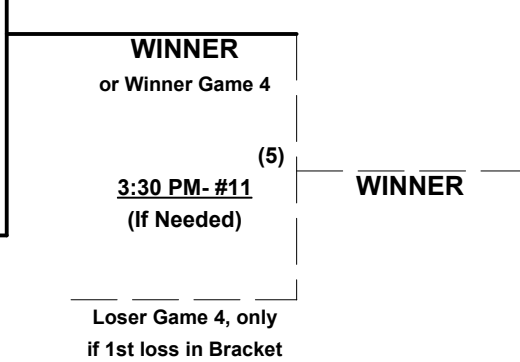 WINNER
or Winner Game 4
(5)
3:30 PM- #11
WINNER
(If Needed)
Loser Game 4, only
if 1st loss in Bracket